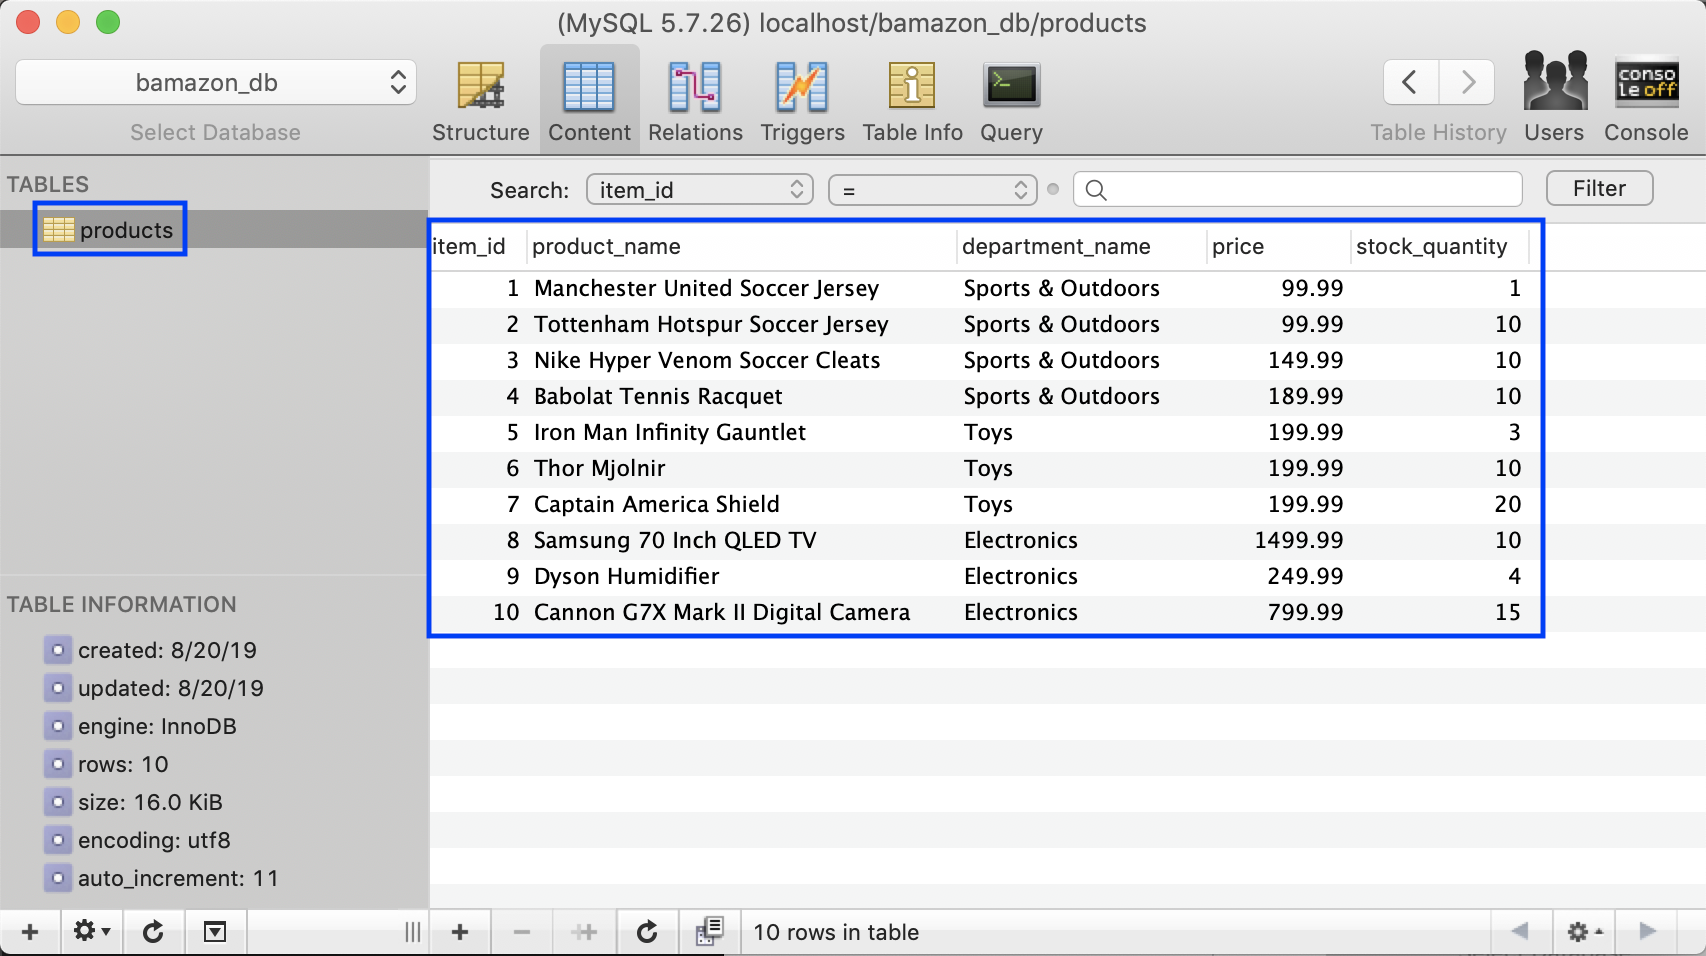 (MySQL 5.7.26) localhost/bamazon_db/products
bamazon_db
Select Database
Structure
Content
Relations
Triggers
Table Info
Query
Table History
Users
conso
le off
Console
TABLES
products
Search: item_id =
Filter
item_id product_name department_name price stock_quantity
1 Manchester United Soccer Jersey Sports & Outdoors 99.99 1
2 Tottenham Hotspur Soccer Jersey Sports & Outdoors 99.99 10
3 Nike Hyper Venom Soccer Cleats Sports & Outdoors 149.99 10
4 Babolat Tennis Racquet Sports & Outdoors 189.99 10
5 Iron Man Infinity Gauntlet Toys 199.99 3
6 Thor Mjolnir Toys 199.99 10
7 Captain America Shield Toys 199.99 20
8 Samsung 70 Inch QLED TV Electronics 1499.99 10
9 Dyson Humidifier Electronics 249.99 4
10 Cannon G7X Mark II Digital Camera Electronics 799.99 15
TABLE INFORMATION
created: 8/20/19
updated: 8/20/19
engine: InnoDB
rows: 10
size: 16.0 KiB
encoding: utf8
auto_increment: 11
10 rows in table